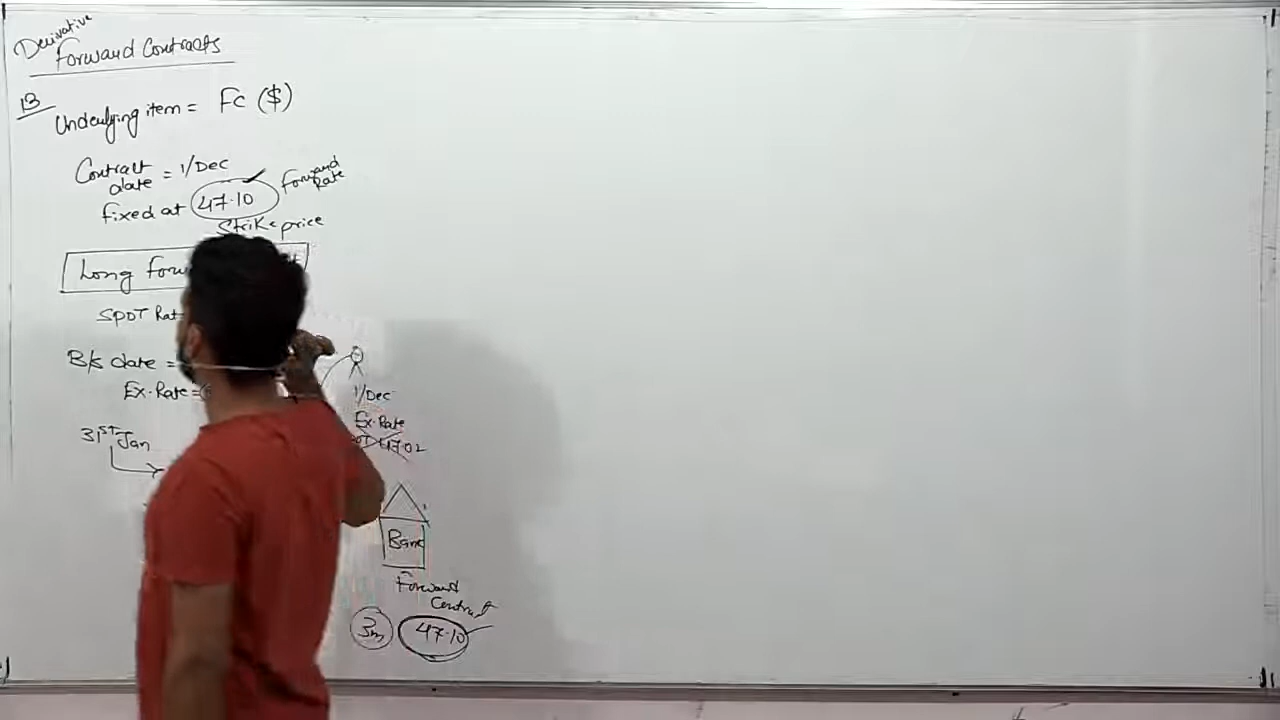 Derivative
Forward Contracts
13
Underlying item = FC ($)
Contract date = 1/Dec
fixed at 47.10 Forward Rate
Strike price
Long
SPOT
B/s date =
Ex. Rate =
31ST Jan
1/Dec
Ex. Rate
47.02
Bank
Forward
Contract
3m 47.10